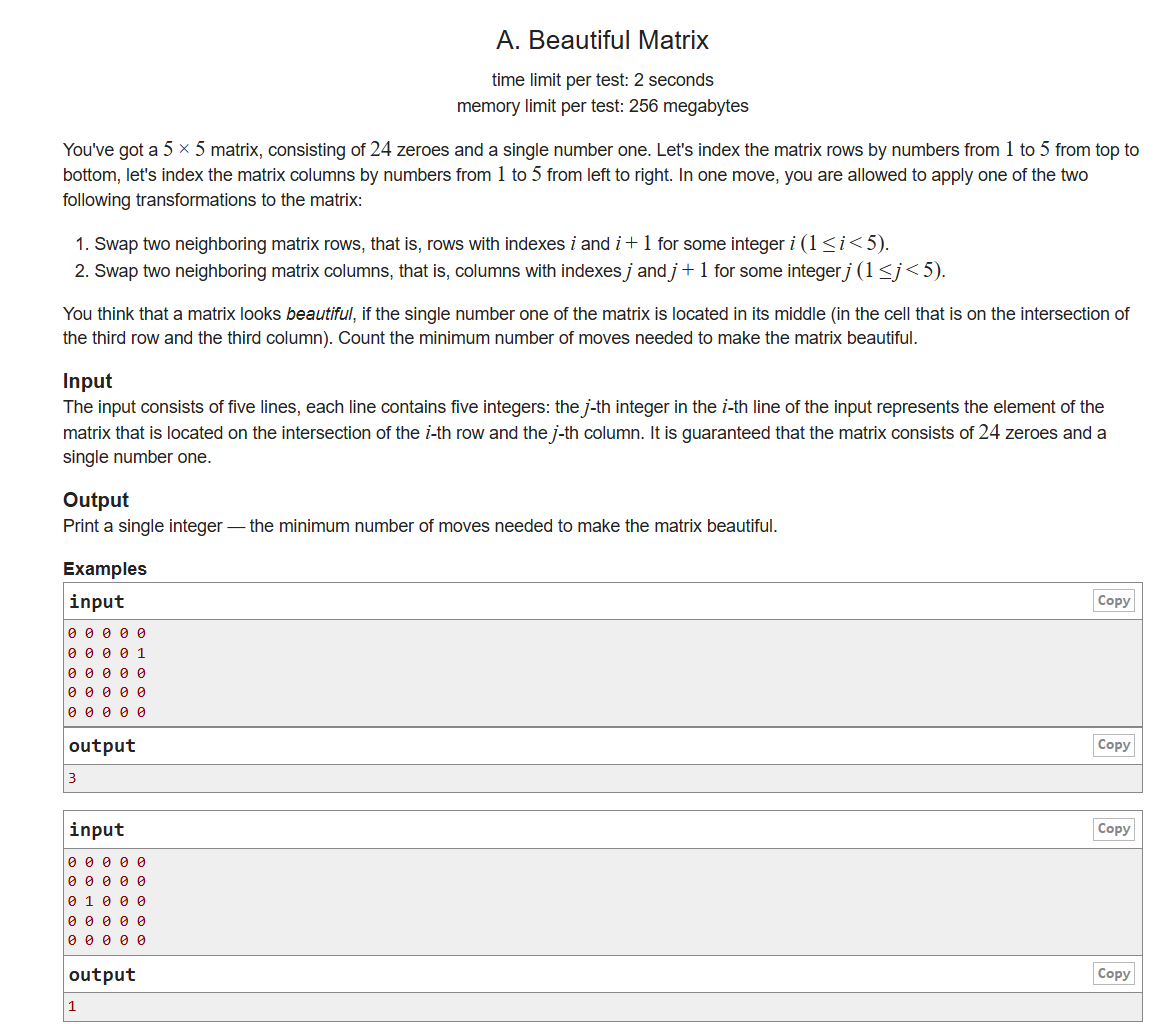 A. Beautiful Matrix
time limit per test: 2 seconds
memory limit per test: 256 megabytes
You've got a 5 × 5 matrix, consisting of 24 zeroes and a single number one. Let's index the matrix rows by numbers from 1 to 5 from top to
bottom, let's index the matrix columns by numbers from 1 to 5 from left to right. In one move, you are allowed to apply one of the two
following transformations to the matrix:
1. Swap two neighboring matrix rows, that is, rows with indexes i and i + 1 for some integer i (1 ≤ i < 5).
2. Swap two neighboring matrix columns, that is, columns with indexes j and j + 1 for some integer j (1 ≤ j < 5).
You think that a matrix looks beautiful, if the single number one of the matrix is located in its middle (in the cell that is on the intersection of
the third row and the third column). Count the minimum number of moves needed to make the matrix beautiful.
Input
The input consists of five lines, each line contains five integers: the j-th integer in the i-th line of the input represents the element of the
matrix that is located on the intersection of the i-th row and the j-th column. It is guaranteed that the matrix consists of 24 zeroes and a
single number one.
Output
Print a single integer — the minimum number of moves needed to make the matrix beautiful.
Examples
input Copy
0 0 0 0 0
0 0 0 0 1
0 0 0 0 0
0 0 0 0 0
0 0 0 0 0
output Copy
3
input Copy
0 0 0 0 0
0 0 0 0 0
0 1 0 0 0
0 0 0 0 0
0 0 0 0 0
output Copy
1